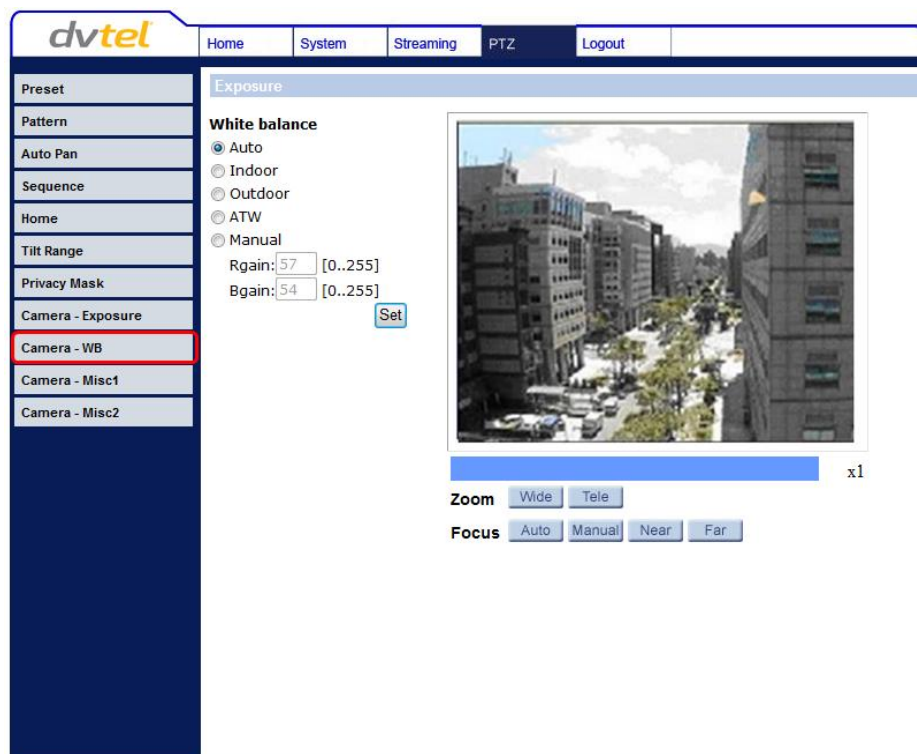 dvtel
Home System Streaming PTZ Logout
Preset
Pattern
Auto Pan
Sequence
Home
Tilt Range
Privacy Mask
Camera - Exposure
Camera - WB
Camera - Misc1
Camera - Misc2
Exposure
White balance
Auto
Indoor
Outdoor
ATW
Manual
Rgain: 57 [0..255]
Bgain: 54 [0..255]
Set
x1
Zoom Wide Tele
Focus Auto Manual Near Far